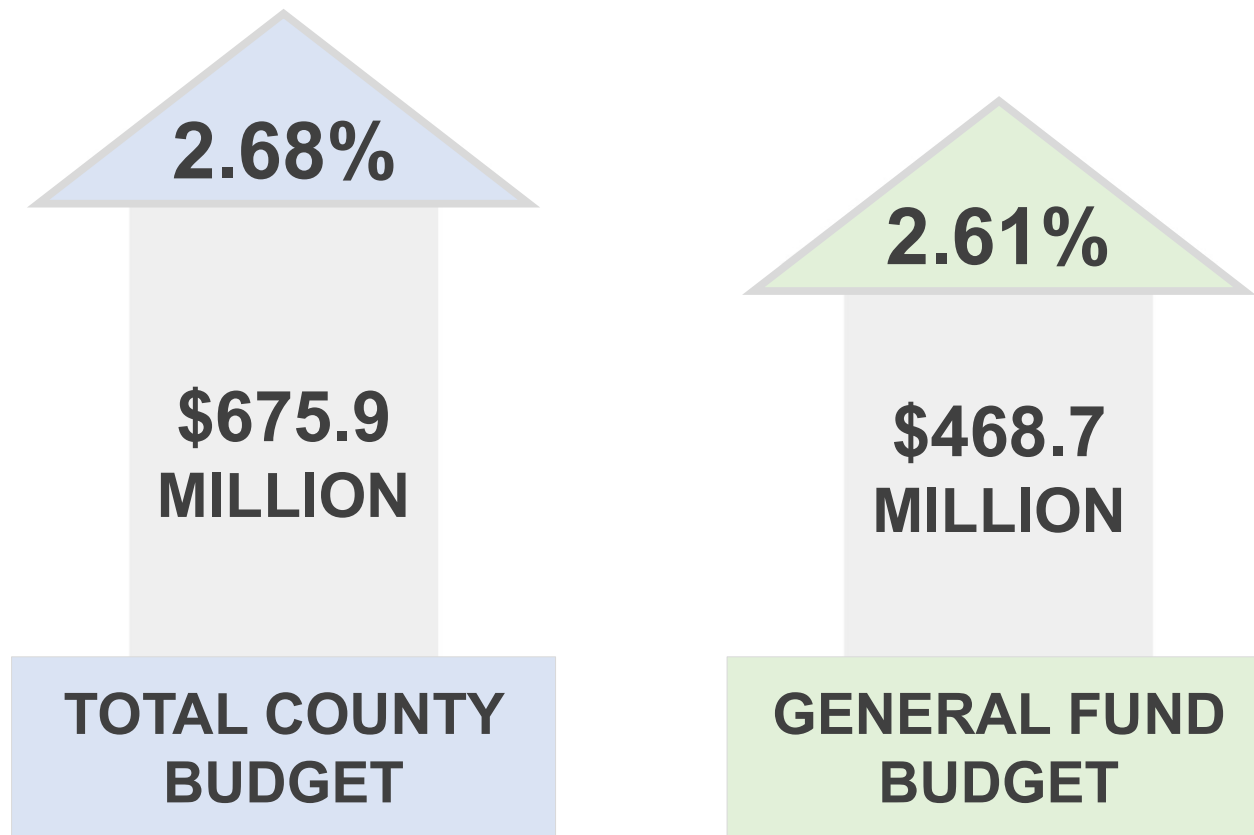 2.68%
$675.9
MILLION
TOTAL COUNTY
BUDGET
2.61%
$468.7
MILLION
GENERAL FUND
BUDGET